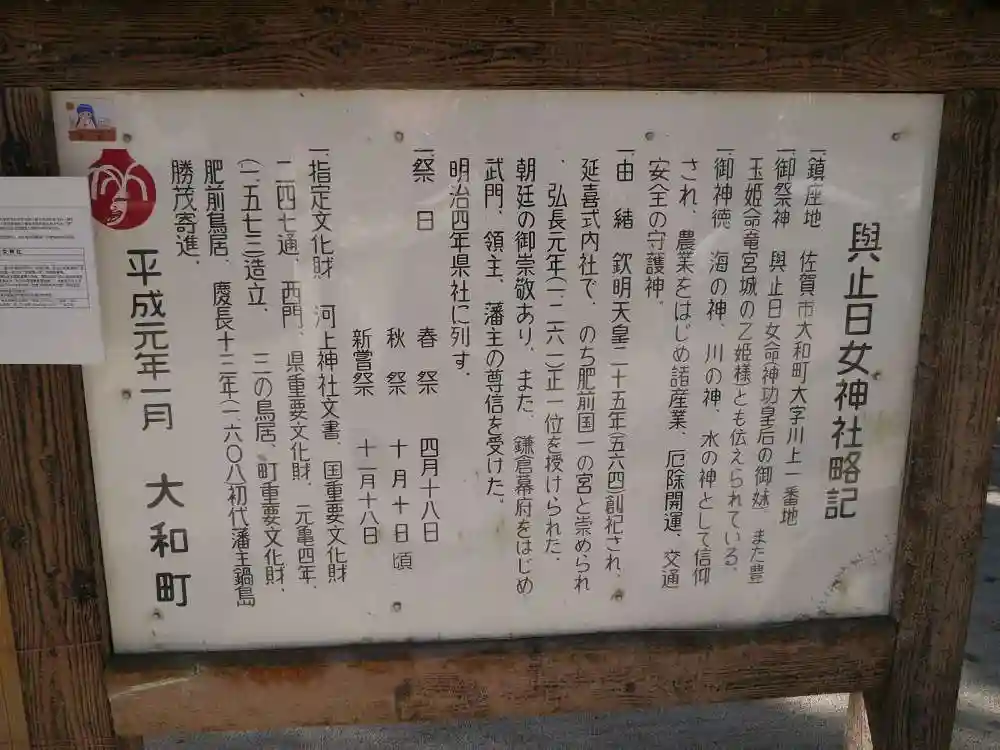 與止日女神社略記
一、鎮座地　佐賀市大和町大字川上一番地
一、御祭神　與止日女命(神功皇后の御妹)また豊
玉姫命(竜宮城の乙姫様)とも伝えられている.
一、御神徳　海の神、川の神、水の神として信仰
され、農業をはじめ諸産業、厄除開運、交通
安全の守護神.
一、由　緒　欽明天皇二十五年(五六四)創祀され、
延喜式内社で、のち肥前国一の宮と崇められ
、弘長元年(一、二六一)正一位を授けられた.
朝廷の御崇敬あり、また、鎌倉幕府をはじめ
武門、領主、藩主の尊信を受けた.
明治四年県社に列す.
一、祭　日　春　祭　四月十八日
秋　祭　十月十日頃
新嘗祭　十一月十八日
一、指定文化財　河上神社文書、国重要文化財
二四七通、西門、県重要文化財、元亀四年、
(一、五七三)造立、三の鳥居、町重要文化財、
肥前鳥居、慶長十三年(一、六〇八)初代藩主鍋島
勝茂寄進.
平成元年一月　大和町